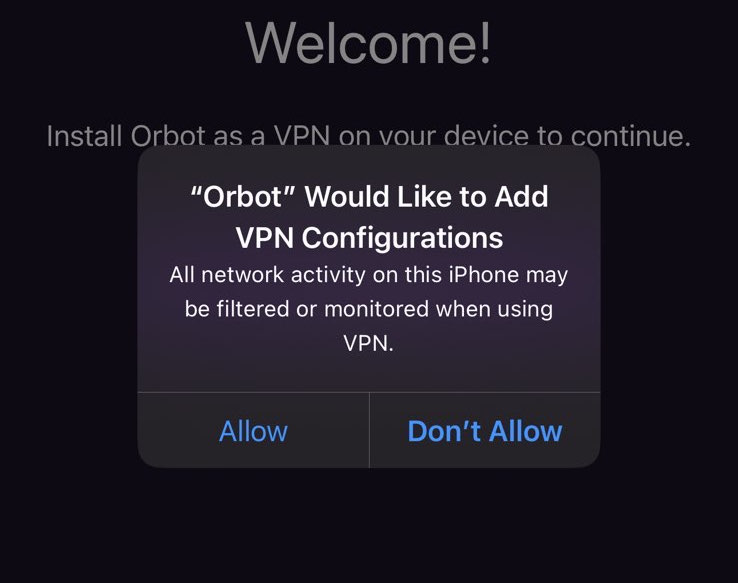 Welcome!
Install Orbot as a VPN on your device to continue.
“Orbot” Would Like to Add
VPN Configurations
All network activity on this iPhone may
be filtered or monitored when using
VPN.
Allow
Don’t Allow